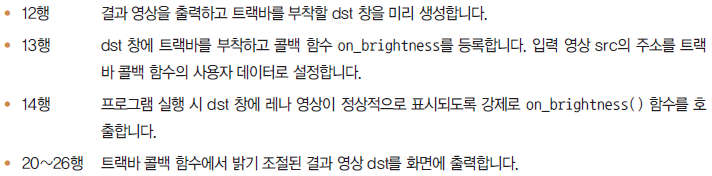 • 12행 결과 영상을 출력하고 트랙바를 부착할 dst 창을 미리 생성합니다.
• 13행 dst 창에 트랙바를 부착하고 콜백 함수 on_brightness를 등록합니다. 입력 영상 src의 주소를 트랙
바 콜백 함수의 사용자 데이터로 설정합니다.
• 14행 프로그램 실행 시 dst 창에 레나 영상이 정상적으로 표시되도록 강제로 on_brightness() 함수를 호
출합니다.
• 20~26행 트랙바 콜백 함수에서 밝기 조절된 결과 영상 dst를 화면에 출력합니다.